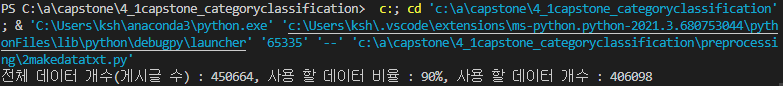 PS C:\a\capstone\4_1capstone_categoryclassification>  c:; cd 'c:\a\capstone\4_1capstone_categoryclassification'
; & 'C:\Users\ksh\anaconda3\python.exe' 'c:\Users\ksh\.vscode\extensions\ms-python.python-2021.3.680753044\pyth
onFiles\lib\python\debugpy\launcher' '65335' '--' 'c:\a\capstone\4_1capstone_categoryclassification\preprocessi
ng\2makedatatxt.py'
전체 데이터 개수(게시글 수) : 450664, 사용 할 데이터 비율 : 90%, 사용 할 데이터 개수 : 406098